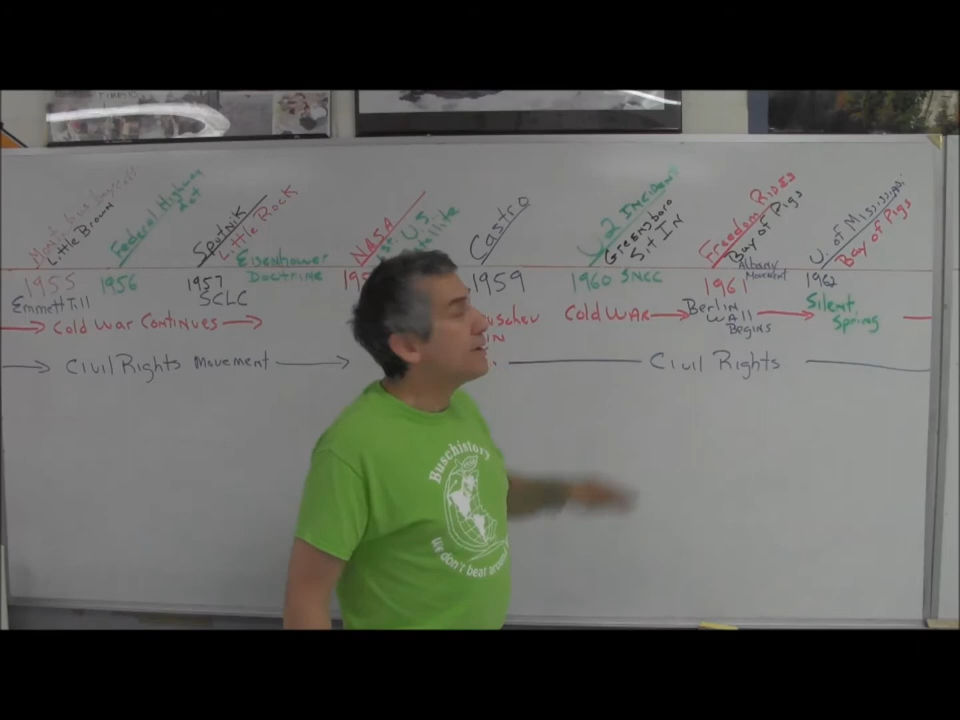 Little Brown
1955
Emmett Till
Federal Highway
Act
1956
Sputnik
Little Rock
1957
SCLC
Eisenhower
Doctrine
NASA
Castro
1959
U-2 INCIDENT
Greensboro
Sit IN
1960 SNCC
Freedom Rides
Bay of Pigs
Albany
Movement
1961
Berlin
Wall
Begins
U. of Mississippi
Bay of Pigs
1962
Silent
Spring
Cold War Continues
Cold War
Civil Rights Movement
Civil Rights
Buschistory
We don't beat